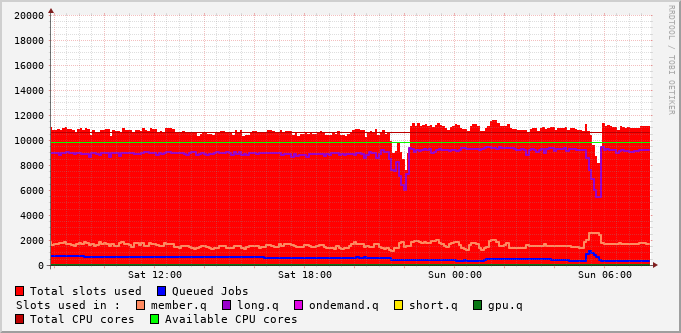 RRDTOOL / TOBI OETIKER
20000
18000
16000
14000
12000
10000
8000
6000
4000
2000
0
Sat 12:00 Sat 18:00 Sun 00:00 Sun 06:00
Total slots used Queued Jobs
Slots used in : member.q long.q ondemand.q short.q gpu.q
Total CPU cores Available CPU cores